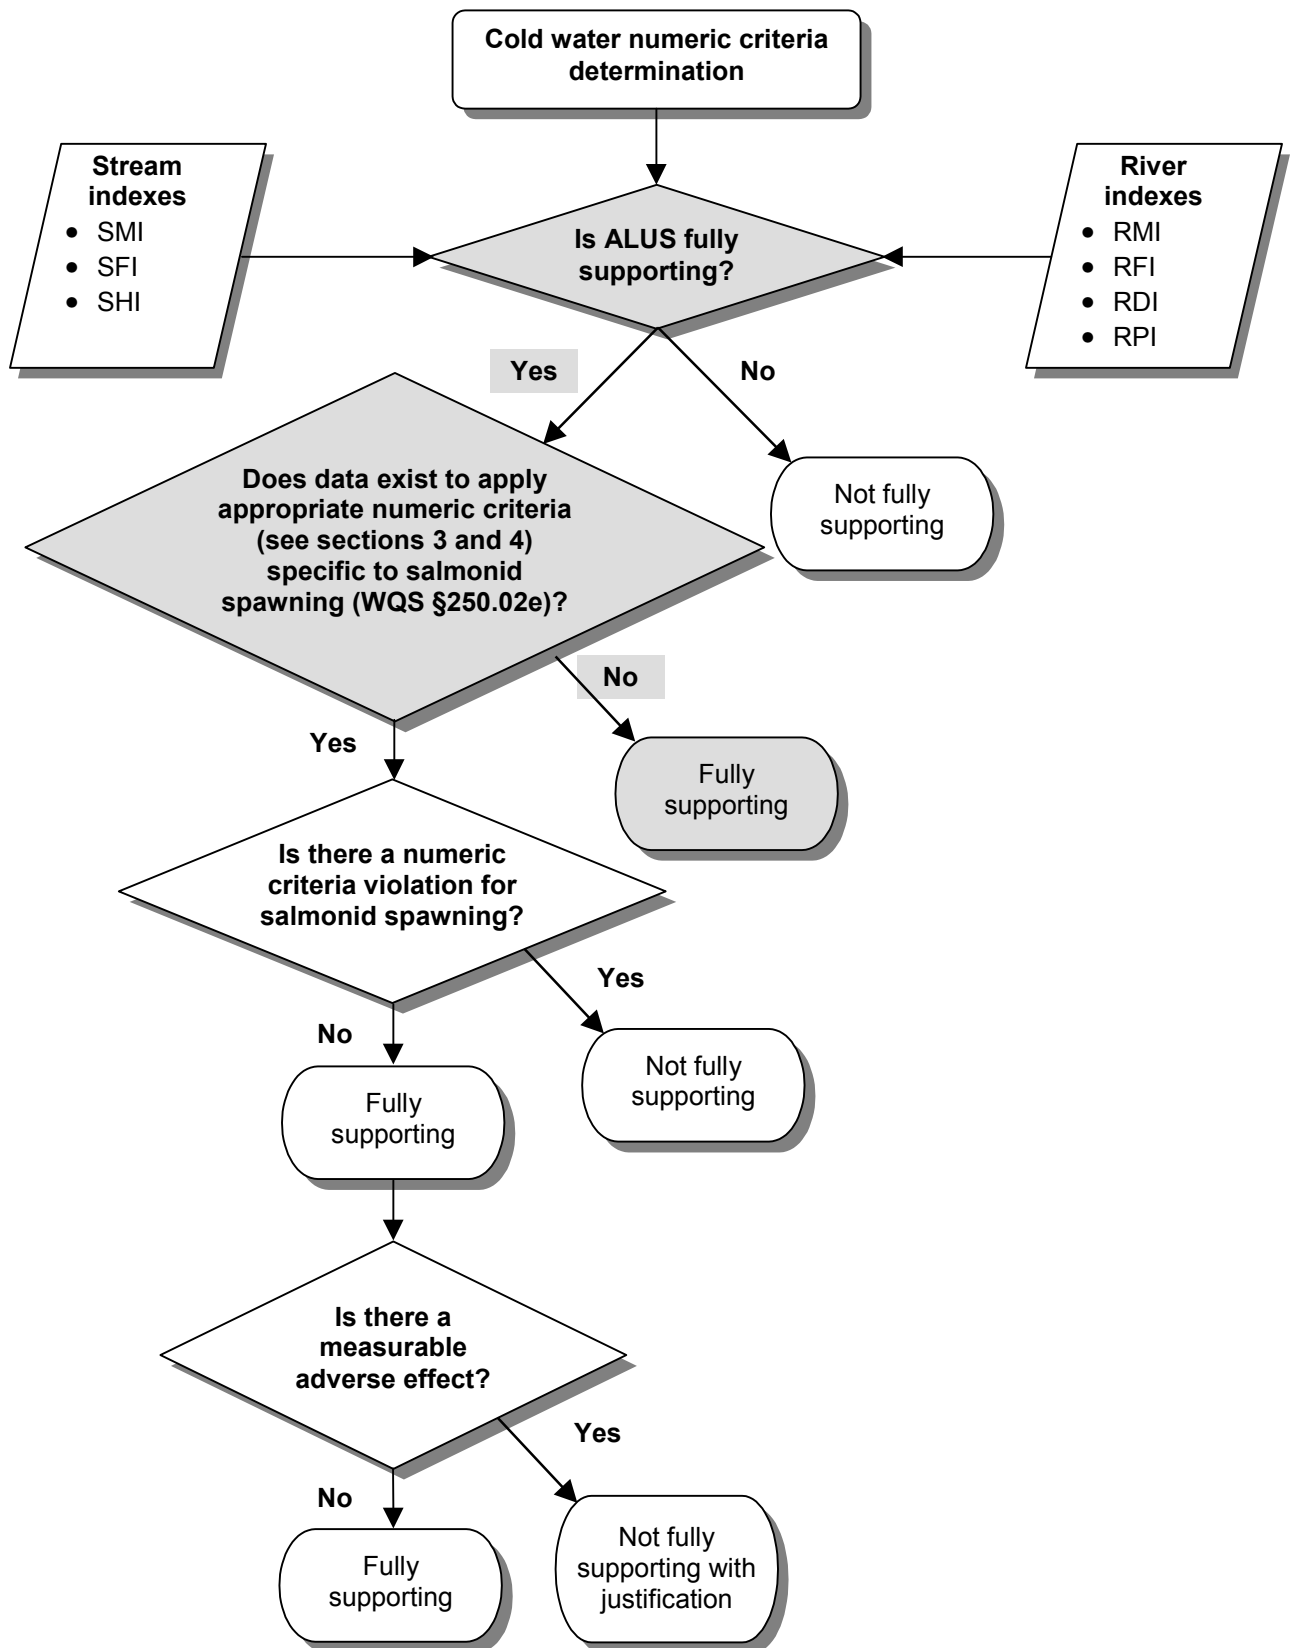 Cold water numeric criteria
determination
Stream
indexes
• SMI
• SFI
• SHI
Is ALUS fully
supporting?
River
indexes
• RMI
• RFI
• RDI
• RPI
Yes
No
Does data exist to apply
appropriate numeric criteria
(see sections 3 and 4)
specific to salmonid
spawning (WQS §250.02e)?
Not fully
supporting
No
Yes
Fully
supporting
Is there a numeric
criteria violation for
salmonid spawning?
Yes
No
Not fully
supporting
Fully
supporting
Is there a
measurable
adverse effect?
Yes
No
Fully
supporting
Not fully
supporting with
justification